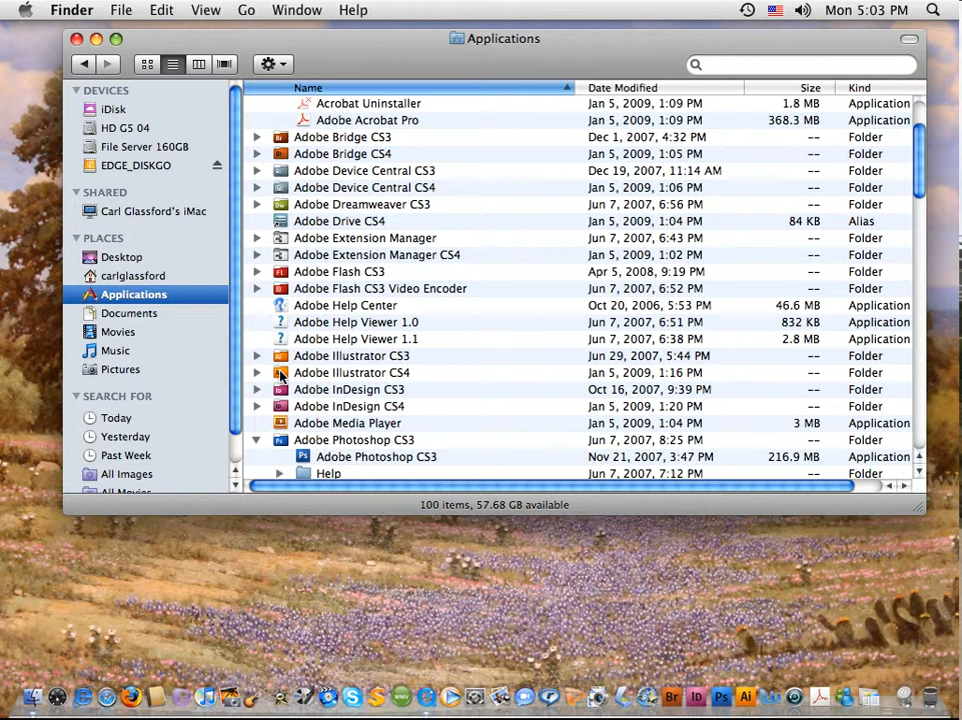 Finder File Edit View Go Window Help Mon 5:03 PM
Applications
DEVICES
iDisk
HD G5 04
File Server 160GB
EDGE_DISKGO
SHARED
Carl Glassford's iMac
PLACES
Desktop
carlglassford
Applications
Documents
Movies
Music
Pictures
SEARCH FOR
Today
Yesterday
Past Week
All Images
All Movies
Name Date Modified Size Kind
Acrobat Uninstaller Jan 5, 2009, 1:09 PM 1.8 MB Application
Adobe Acrobat Pro Jan 5, 2009, 1:09 PM 368.3 MB Application
Adobe Bridge CS3 Dec 1, 2007, 4:32 PM -- Folder
Adobe Bridge CS4 Jan 5, 2009, 1:05 PM -- Folder
Adobe Device Central CS3 Dec 19, 2007, 11:14 AM -- Folder
Adobe Device Central CS4 Jan 5, 2009, 1:06 PM -- Folder
Adobe Dreamweaver CS3 Jun 7, 2007, 6:56 PM -- Folder
Adobe Drive CS4 Jan 5, 2009, 1:04 PM 84 KB Alias
Adobe Extension Manager Jun 7, 2007, 6:43 PM -- Folder
Adobe Extension Manager CS4 Jan 5, 2009, 1:02 PM -- Folder
Adobe Flash CS3 Apr 5, 2008, 9:19 PM -- Folder
Adobe Flash CS3 Video Encoder Jun 7, 2007, 6:52 PM -- Folder
Adobe Help Center Oct 20, 2006, 5:53 PM 46.6 MB Application
Adobe Help Viewer 1.0 Jun 7, 2007, 6:51 PM 832 KB Application
Adobe Help Viewer 1.1 Jun 7, 2007, 6:38 PM 2.8 MB Application
Adobe Illustrator CS3 Jun 29, 2007, 5:44 PM -- Folder
Adobe Illustrator CS4 Jan 5, 2009, 1:16 PM -- Folder
Adobe InDesign CS3 Oct 16, 2007, 9:39 PM -- Folder
Adobe InDesign CS4 Jan 5, 2009, 1:20 PM -- Folder
Adobe Media Player Jan 5, 2009, 1:04 PM 3 MB Application
Adobe Photoshop CS3 Jun 7, 2007, 8:25 PM -- Folder
Ps Adobe Photoshop CS3 Nov 21, 2007, 3:47 PM 216.9 MB Application
Help Jun 7, 2007, 7:12 PM -- Folder
100 items, 57.68 GB available
Br Id Ps Ai